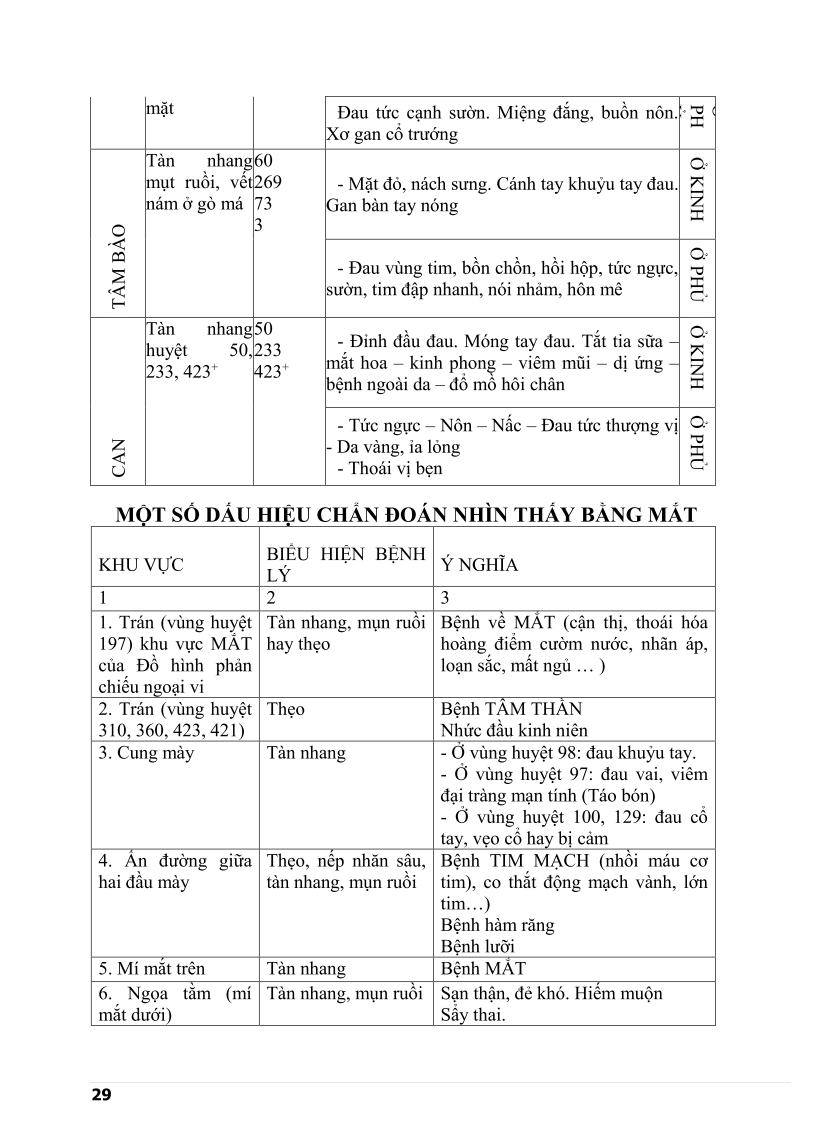 mặt
Đau tức cạnh sườn. Miệng đắng, buồn nôn.
Xơ gan cổ trướng
PH
TÂM BÀO
Tàn nhang
mụt ruồi, vết
nám ở gò má
60
269
73
3
- Mặt đỏ, nách sưng. Cánh tay khuỷu tay đau.
Gan bàn tay nóng
Ở KINH
- Đau vùng tim, bồn chồn, hồi hộp, tức ngực,
sườn, tim đập nhanh, nói nhảm, hôn mê
Ở PHỦ
CAN
Tàn nhang
huyệt 50,
233, 423⁺
50
233
423⁺
- Đỉnh đầu đau. Móng tay đau. Tắt tia sữa –
mắt hoa – kinh phong – viêm mũi – dị ứng –
bệnh ngoài da – đổ mồ hôi chân
Ở KINH
- Tức ngực – Nôn – Nấc – Đau tức thượng vị
- Da vàng, ỉa lỏng
- Thoái vị bẹn
Ở PHỦ
MỘT SỐ DẤU HIỆU CHẨN ĐOÁN NHÌN THẤY BẰNG MẮT
KHU VỰC
BIỂU HIỆN BỆNH
LÝ
Ý NGHĨA
1
2
3
1. Trán (vùng huyệt
197) khu vực MẮT
của Đồ hình phản
chiếu ngoại vi
Tàn nhang, mụn ruồi
hay thẹo
Bệnh về MẮT (cận thị, thoái hóa
hoàng điểm cườm nước, nhãn áp,
loạn sắc, mất ngủ … )
2. Trán (vùng huyệt
310, 360, 423, 421)
Thẹo
Bệnh TÂM THẦN
Nhức đầu kinh niên
3. Cung mày
Tàn nhang
- Ở vùng huyệt 98: đau khuỷu tay.
- Ở vùng huyệt 97: đau vai, viêm
đại tràng mạn tính (Táo bón)
- Ở vùng huyệt 100, 129: đau cổ
tay, vẹo cổ hay bị cảm
4. Ấn đường giữa
hai đầu mày
Thẹo, nếp nhăn sâu,
tàn nhang, mụn ruồi
Bệnh TIM MẠCH (nhồi máu cơ
tim), co thắt động mạch vành, lớn
tim…)
Bệnh hàm răng
Bệnh lưỡi
5. Mí mắt trên
Tàn nhang
Bệnh MẮT
6. Ngọa tằm (mí
mắt dưới)
Tàn nhang, mụn ruồi
Sạn thận, đẻ khó. Hiếm muộn
Sẩy thai.
29